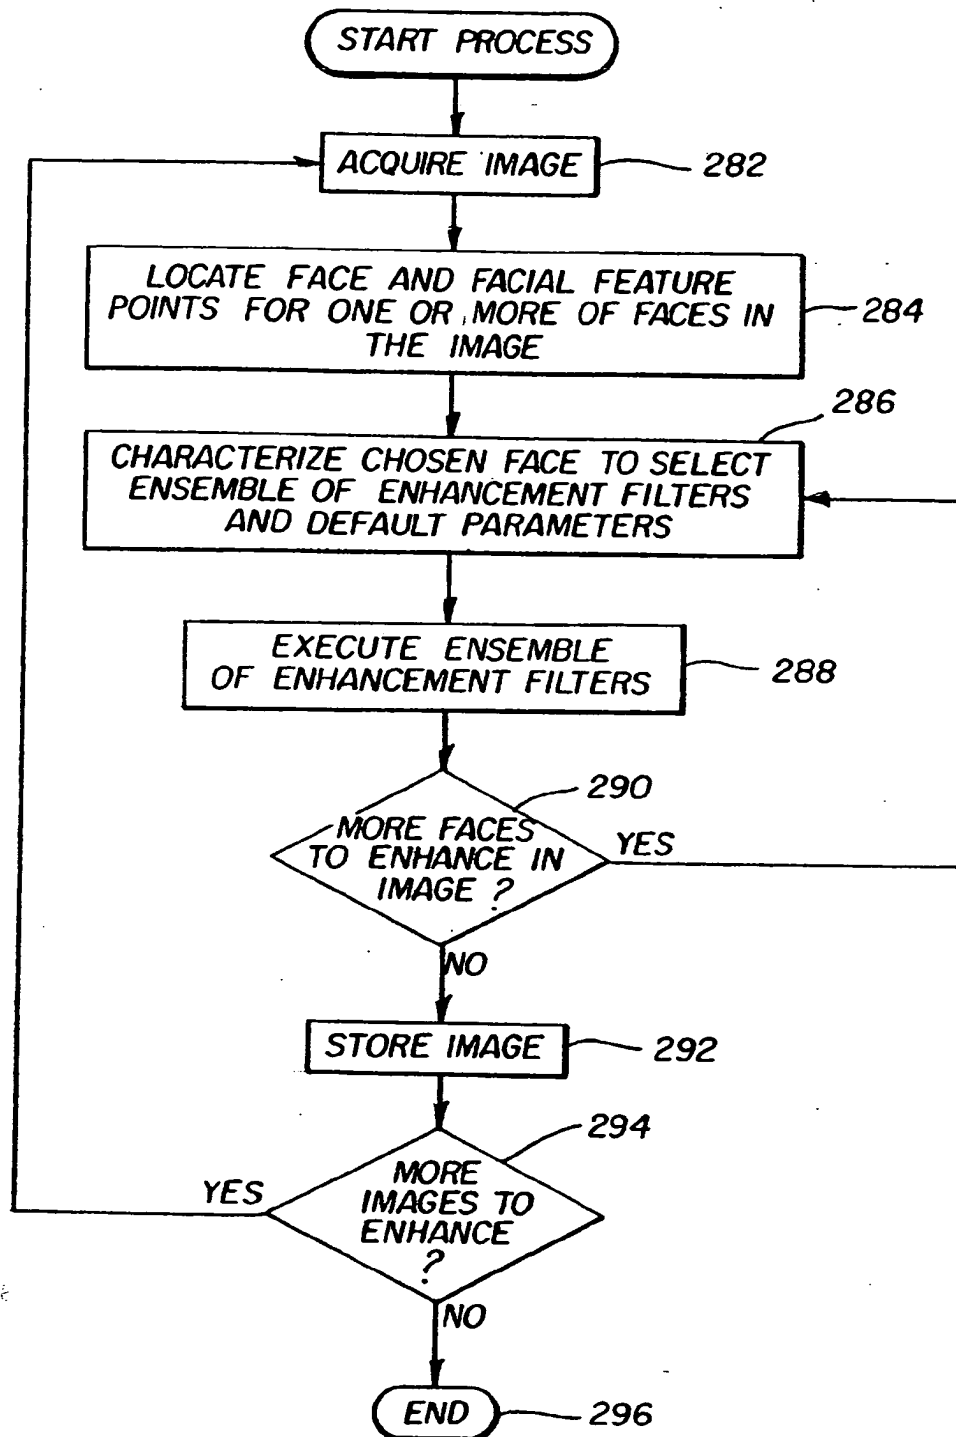 START PROCESS
ACQUIRE IMAGE
282
LOCATE FACE AND FACIAL FEATURE
POINTS FOR ONE OR MORE OF FACES IN
THE IMAGE
284
286
CHARACTERIZE CHOSEN FACE TO SELECT
ENSEMBLE OF ENHANCEMENT FILTERS
AND DEFAULT PARAMETERS
EXECUTE ENSEMBLE
OF ENHANCEMENT FILTERS
288
290
MORE FACES
TO ENHANCE IN
IMAGE ?
YES
NO
STORE IMAGE
292
294
MORE
IMAGES TO
ENHANCE
?
YES
NO
END
296